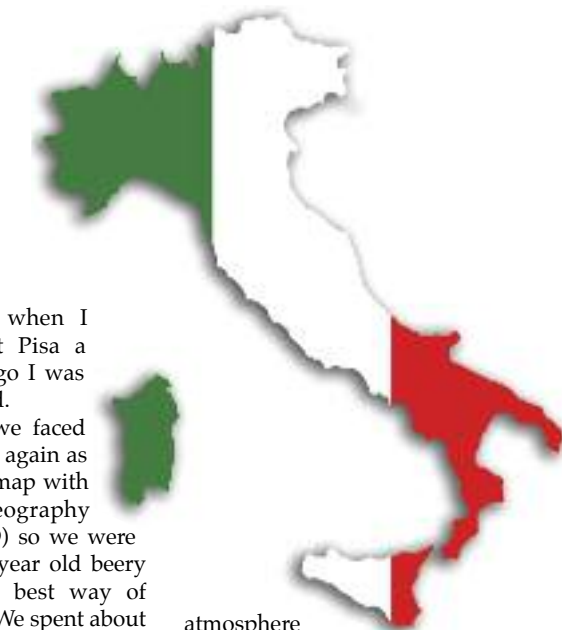 when I
t Pisa a
go I was
l.
we faced
again as
map with
eography
) so we were
year old beery
best way of
We spent about
atmosphere